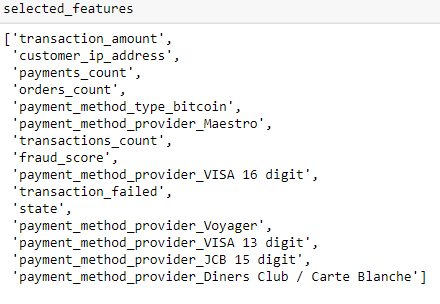 selected_features
['transaction_amount',
'customer_ip_address',
'payments_count',
'orders_count',
'payment_method_type_bitcoin',
'payment_method_provider_Maestro',
'transactions_count',
'fraud_score',
'payment_method_provider_VISA 16 digit',
'transaction_failed',
'state',
'payment_method_provider_Voyager',
'payment_method_provider_VISA 13 digit',
'payment_method_provider_JCB 15 digit',
'payment_method_provider_Diners Club / Carte Blanche']